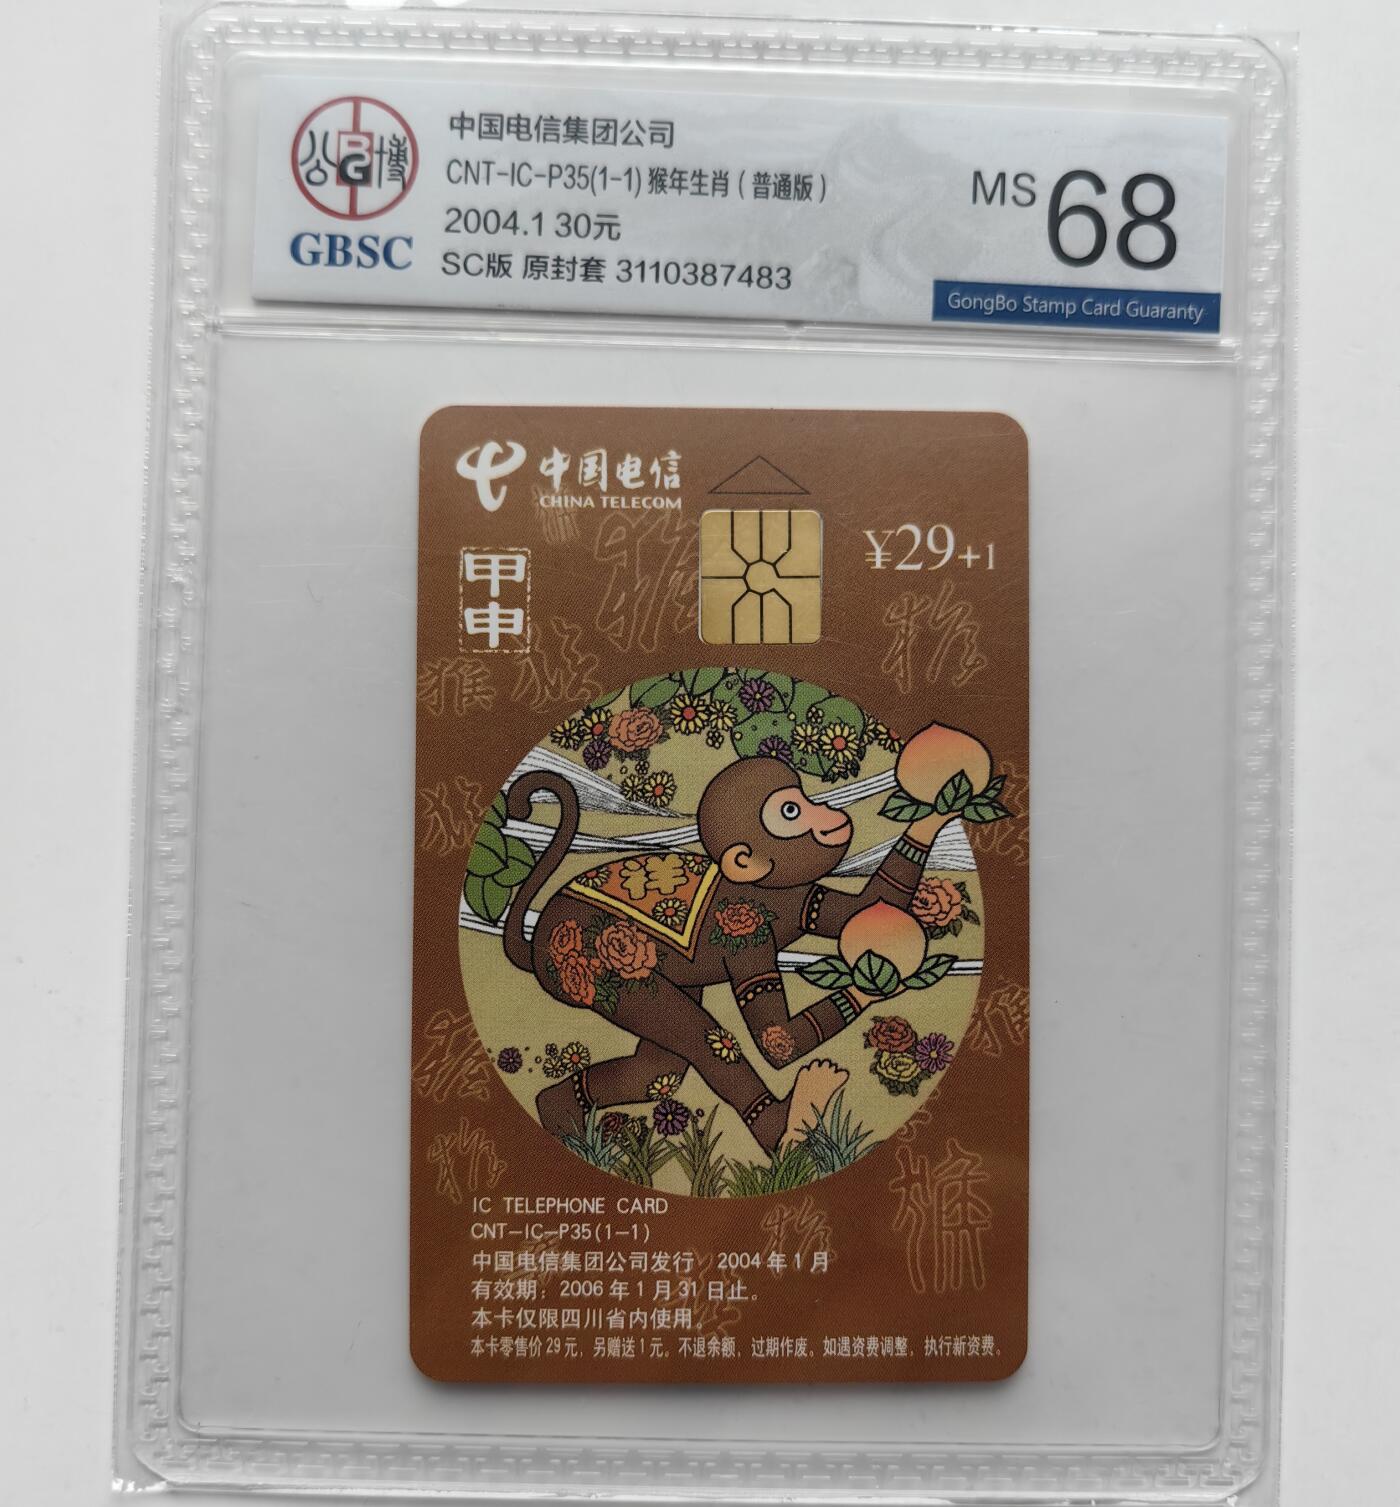 公博
BG
GBSC
中国电信集团公司
CNT-IC-P35(1-1) 猴年生肖(普通版)
2004.1 30元
SC版 原封套 3110387483
MS 68
GongBo Stamp Card Guaranty
中国电信
CHINA TELECOM
¥29+1
甲申
猴
祥
IC TELEPHONE CARD
CNT-IC-P35(1-1)
中国电信集团公司发行 2004年1月
有效期：2006年1月31日止。
本卡仅限四川省内使用。
本卡零售价29元，另赠送1元。不退余额，过期作废。如遇资费调整，执行新资费。